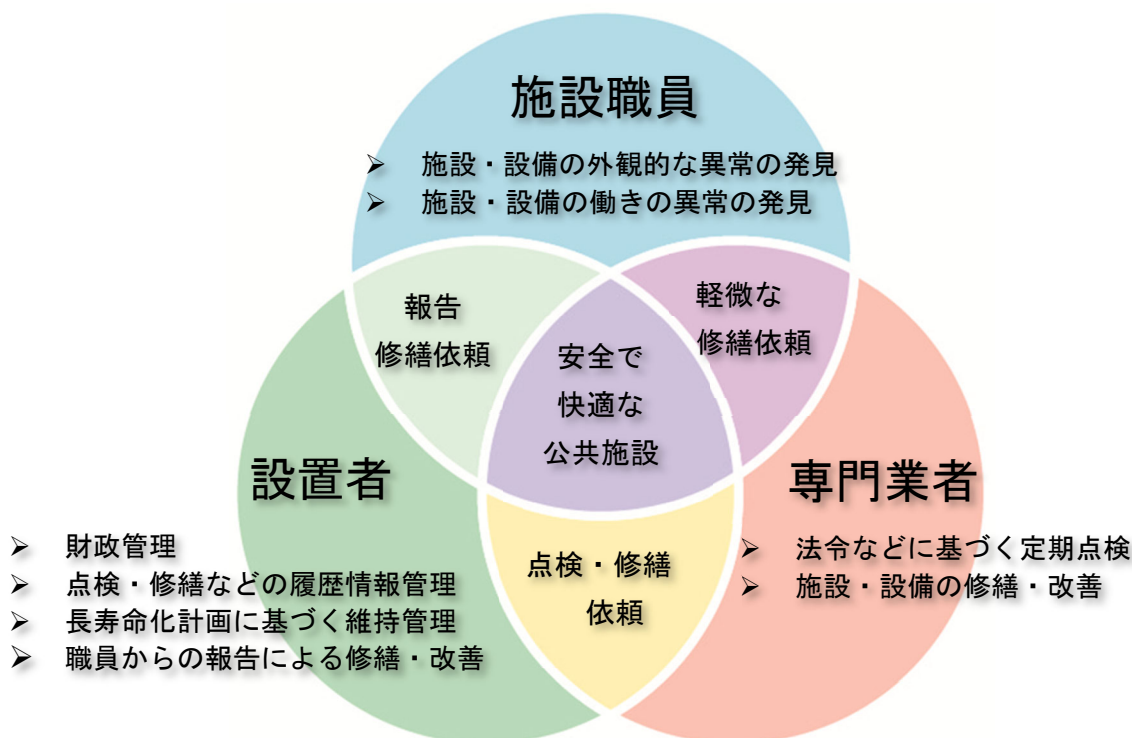 施設職員
➢ 施設・設備の外観的な異常の発見
➢ 施設・設備の働きの異常の発見
報告
修繕依頼
軽微な
修繕依頼
安全で
快適な
公共施設
設置者
➢ 財政管理
➢ 点検・修繕などの履歴情報管理
➢ 長寿命化計画に基づく維持管理
➢ 職員からの報告による修繕・改善
専門業者
➢ 法令などに基づく定期点検
➢ 施設・設備の修繕・改善
点検・修繕
依頼